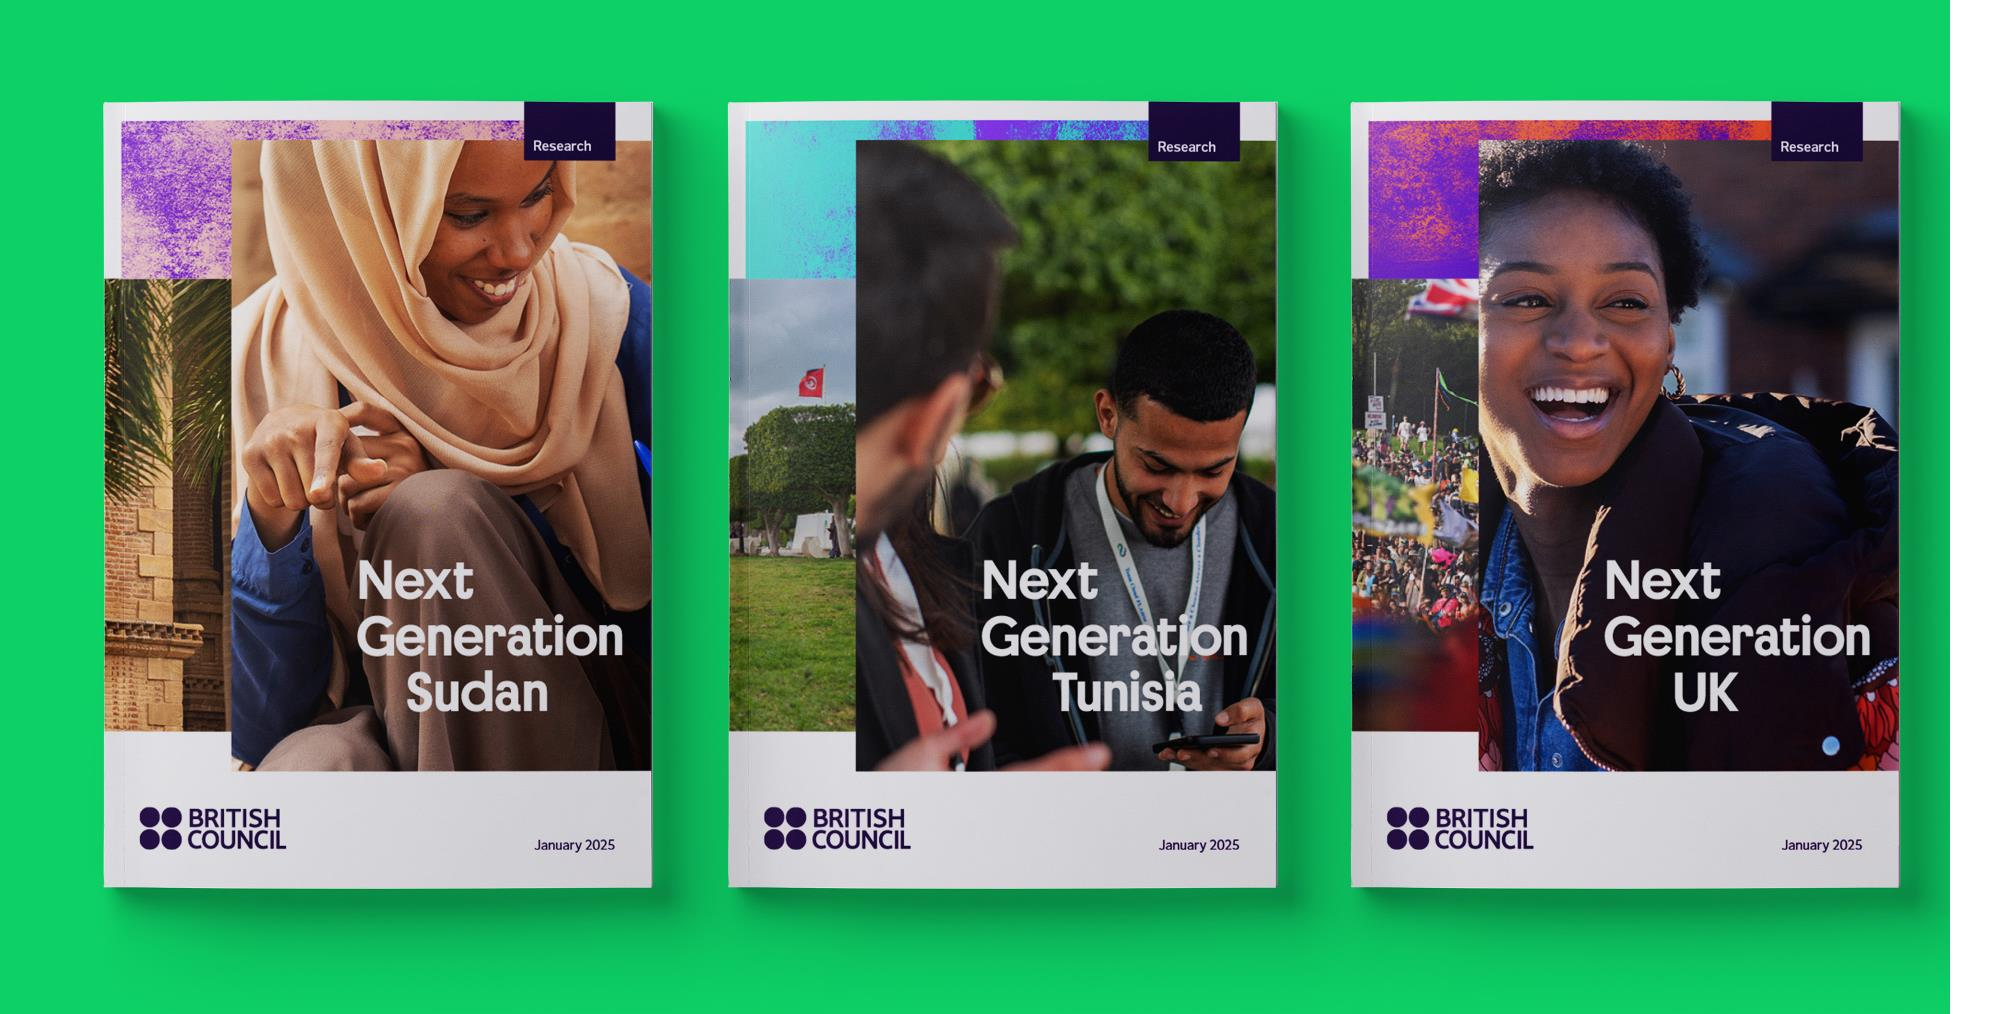 Research
Next
Generation
Sudan
BRITISH
COUNCIL
January 2025
Research
Next
Generation
Tunisia
BRITISH
COUNCIL
January 2025
Research
Next
Generation
UK
BRITISH
COUNCIL
January 2025